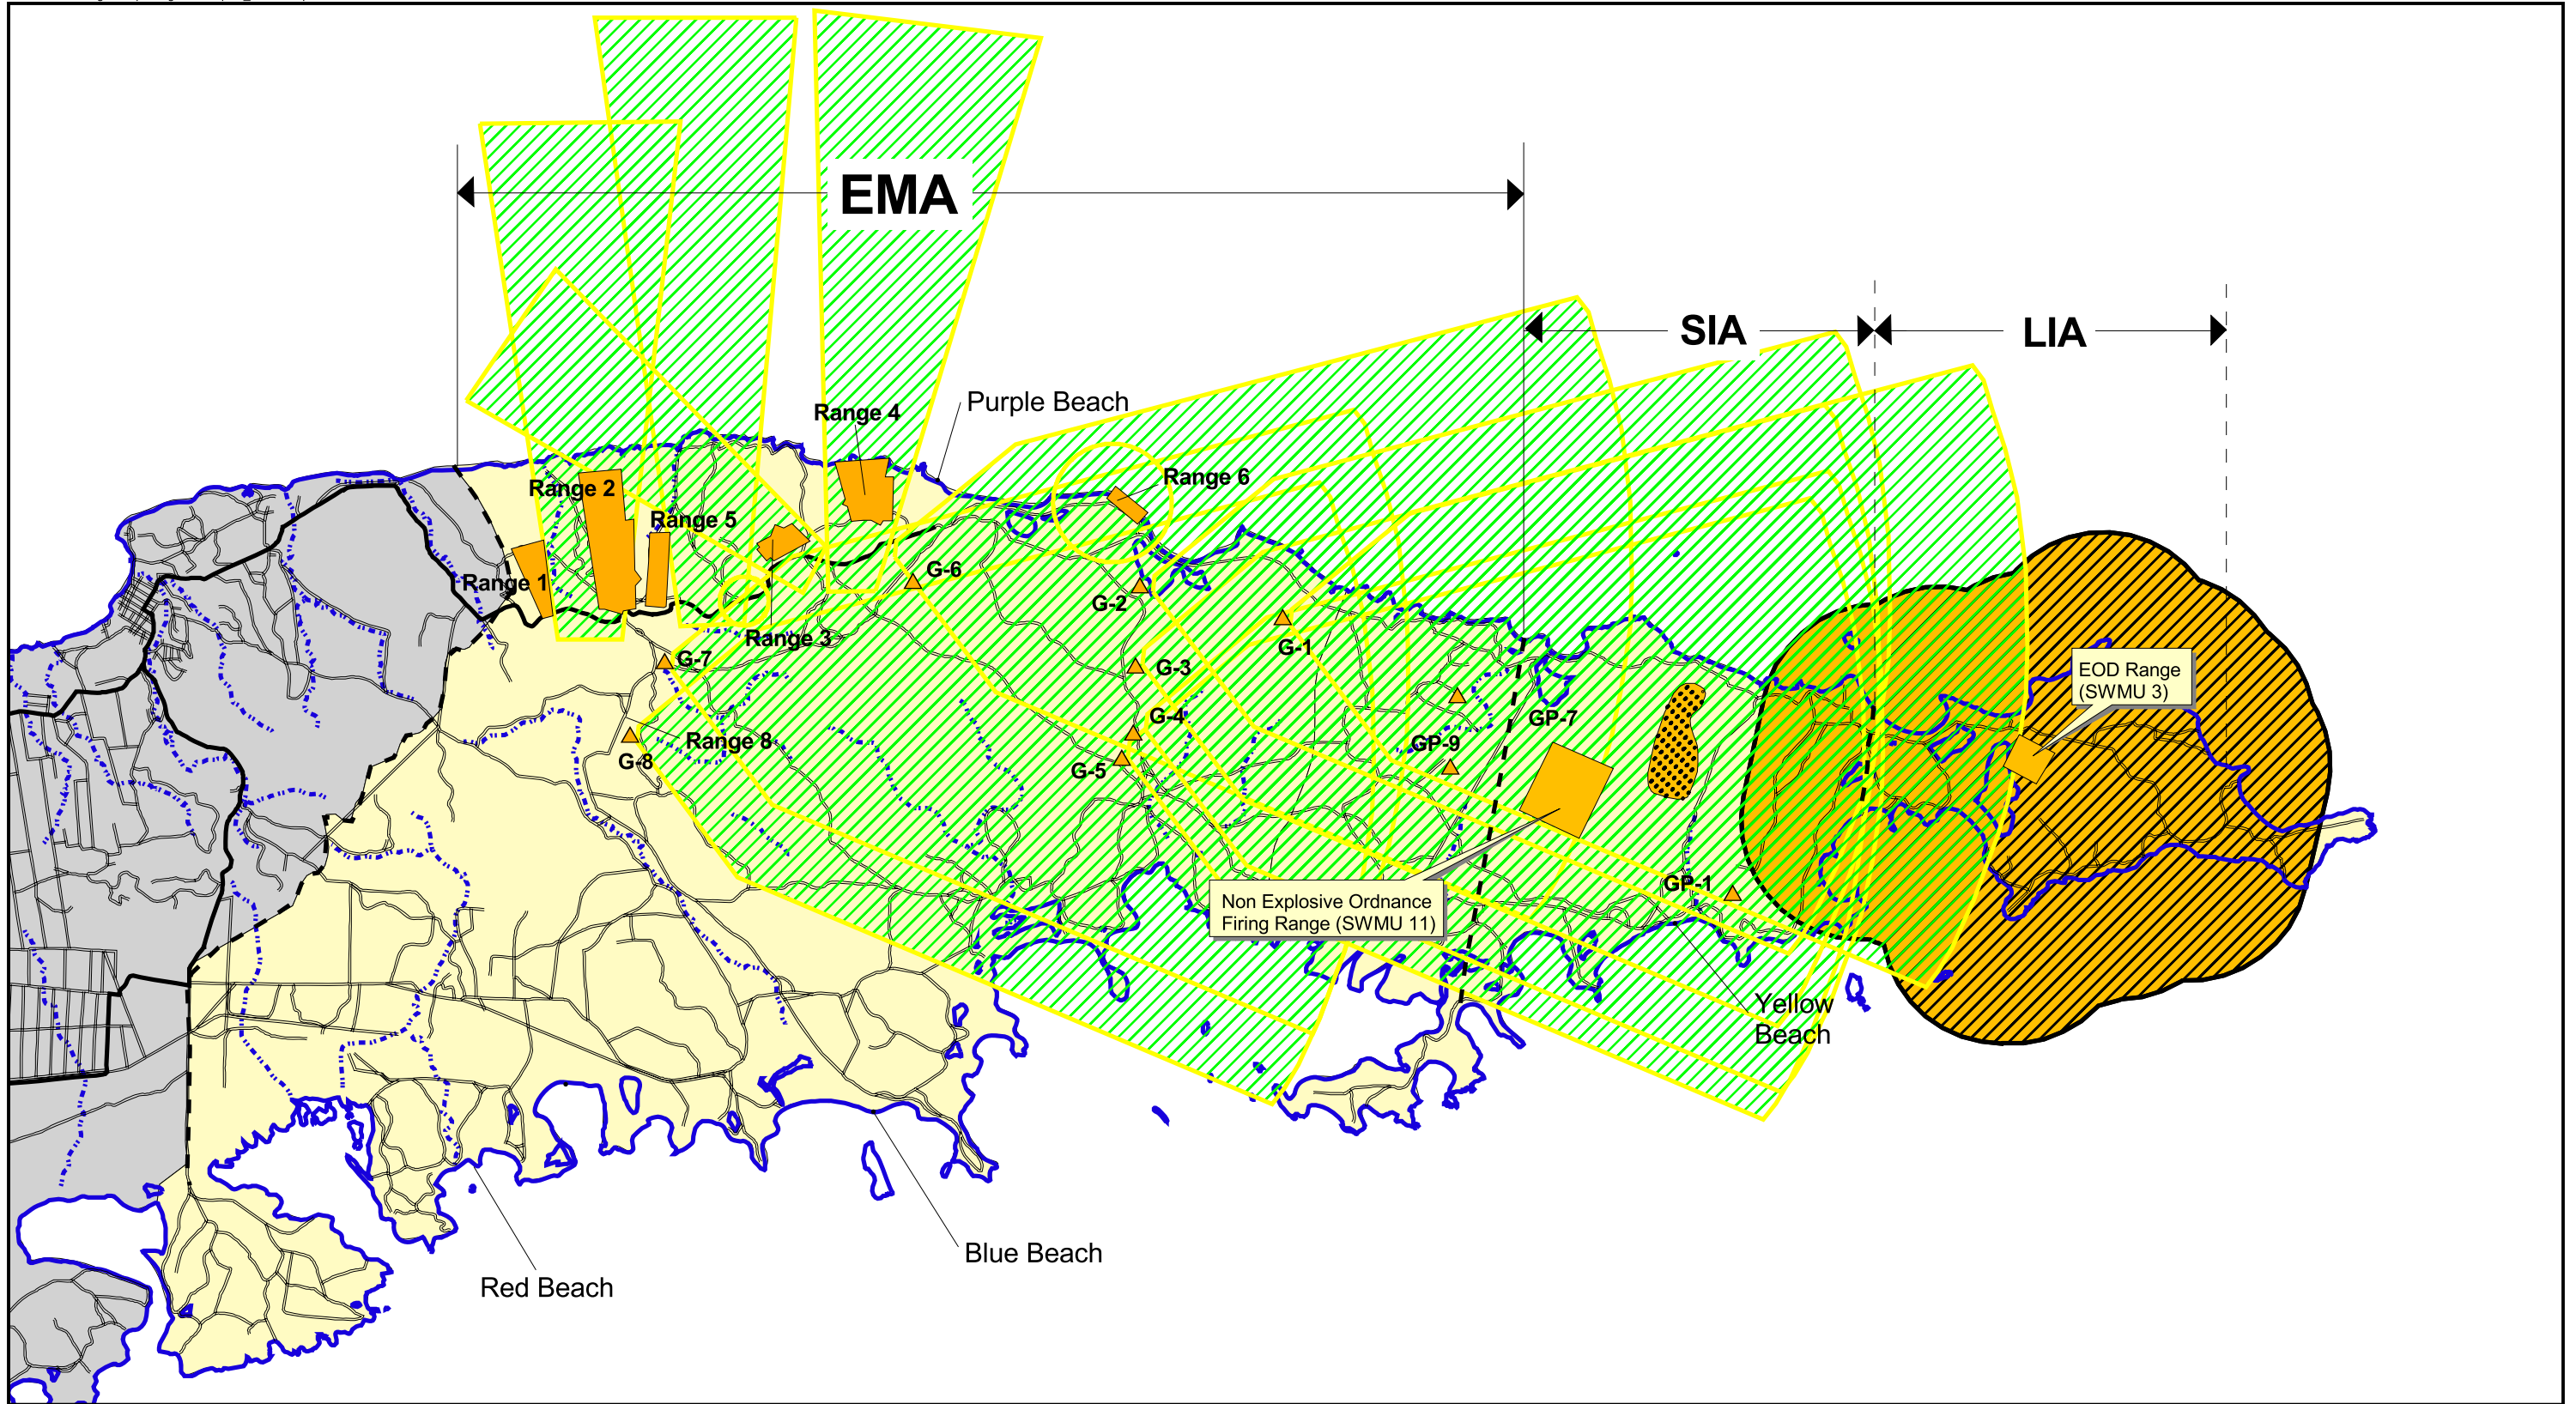 EMA
SIA
LIA
Range 4
Purple Beach
Range 6
Range 2
Range 5
Range 1
G-6
G-2
Range 3
G-1
G-7
G-3
EOD Range
(SWMU 3)
G-4
GP-7
Range 8
GP-9
G-8
G-5
GP-1
Non Explosive Ordnance
Firing Range (SWMU 11)
Yellow
Beach
Blue Beach
Red Beach